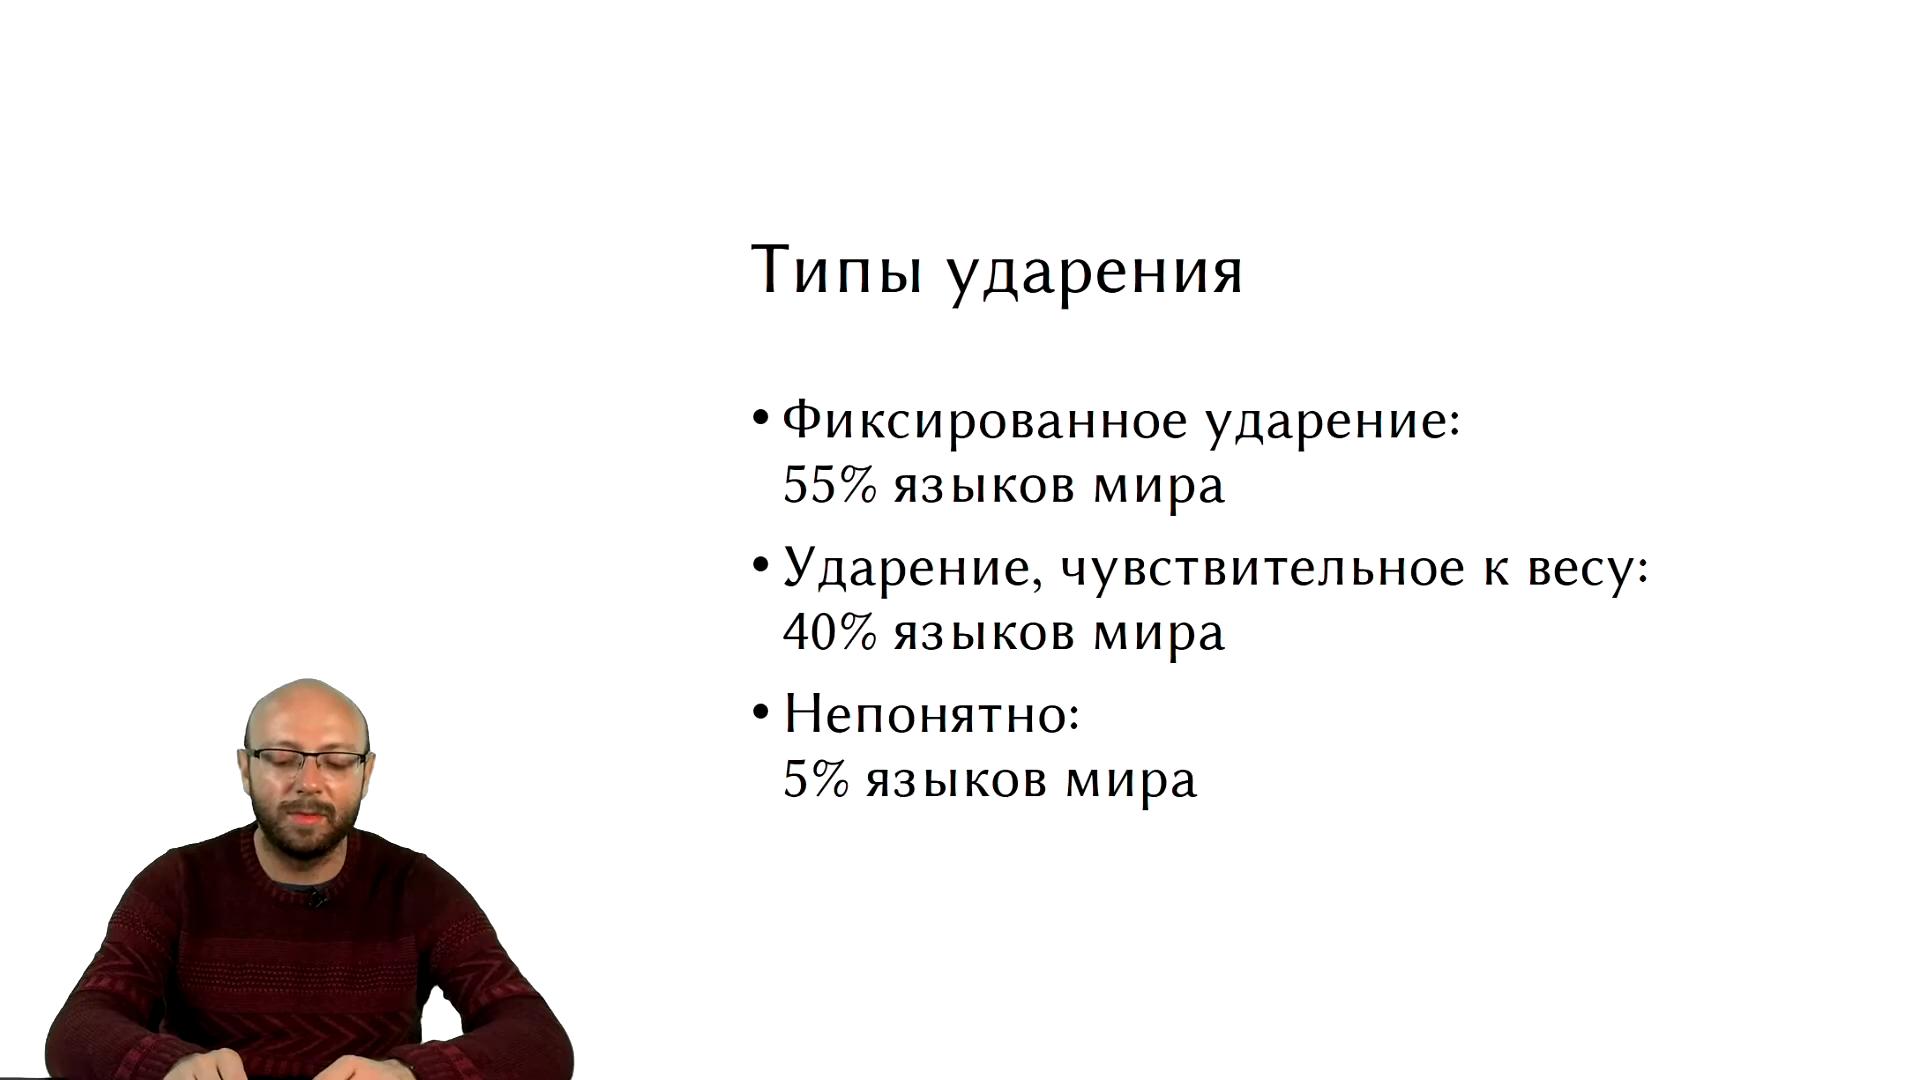 Типы ударения
• Фиксированное ударение:
55% языков мира
• Ударение, чувствительное к весу:
40% языков мира
• Непонятно:
5% языков мира